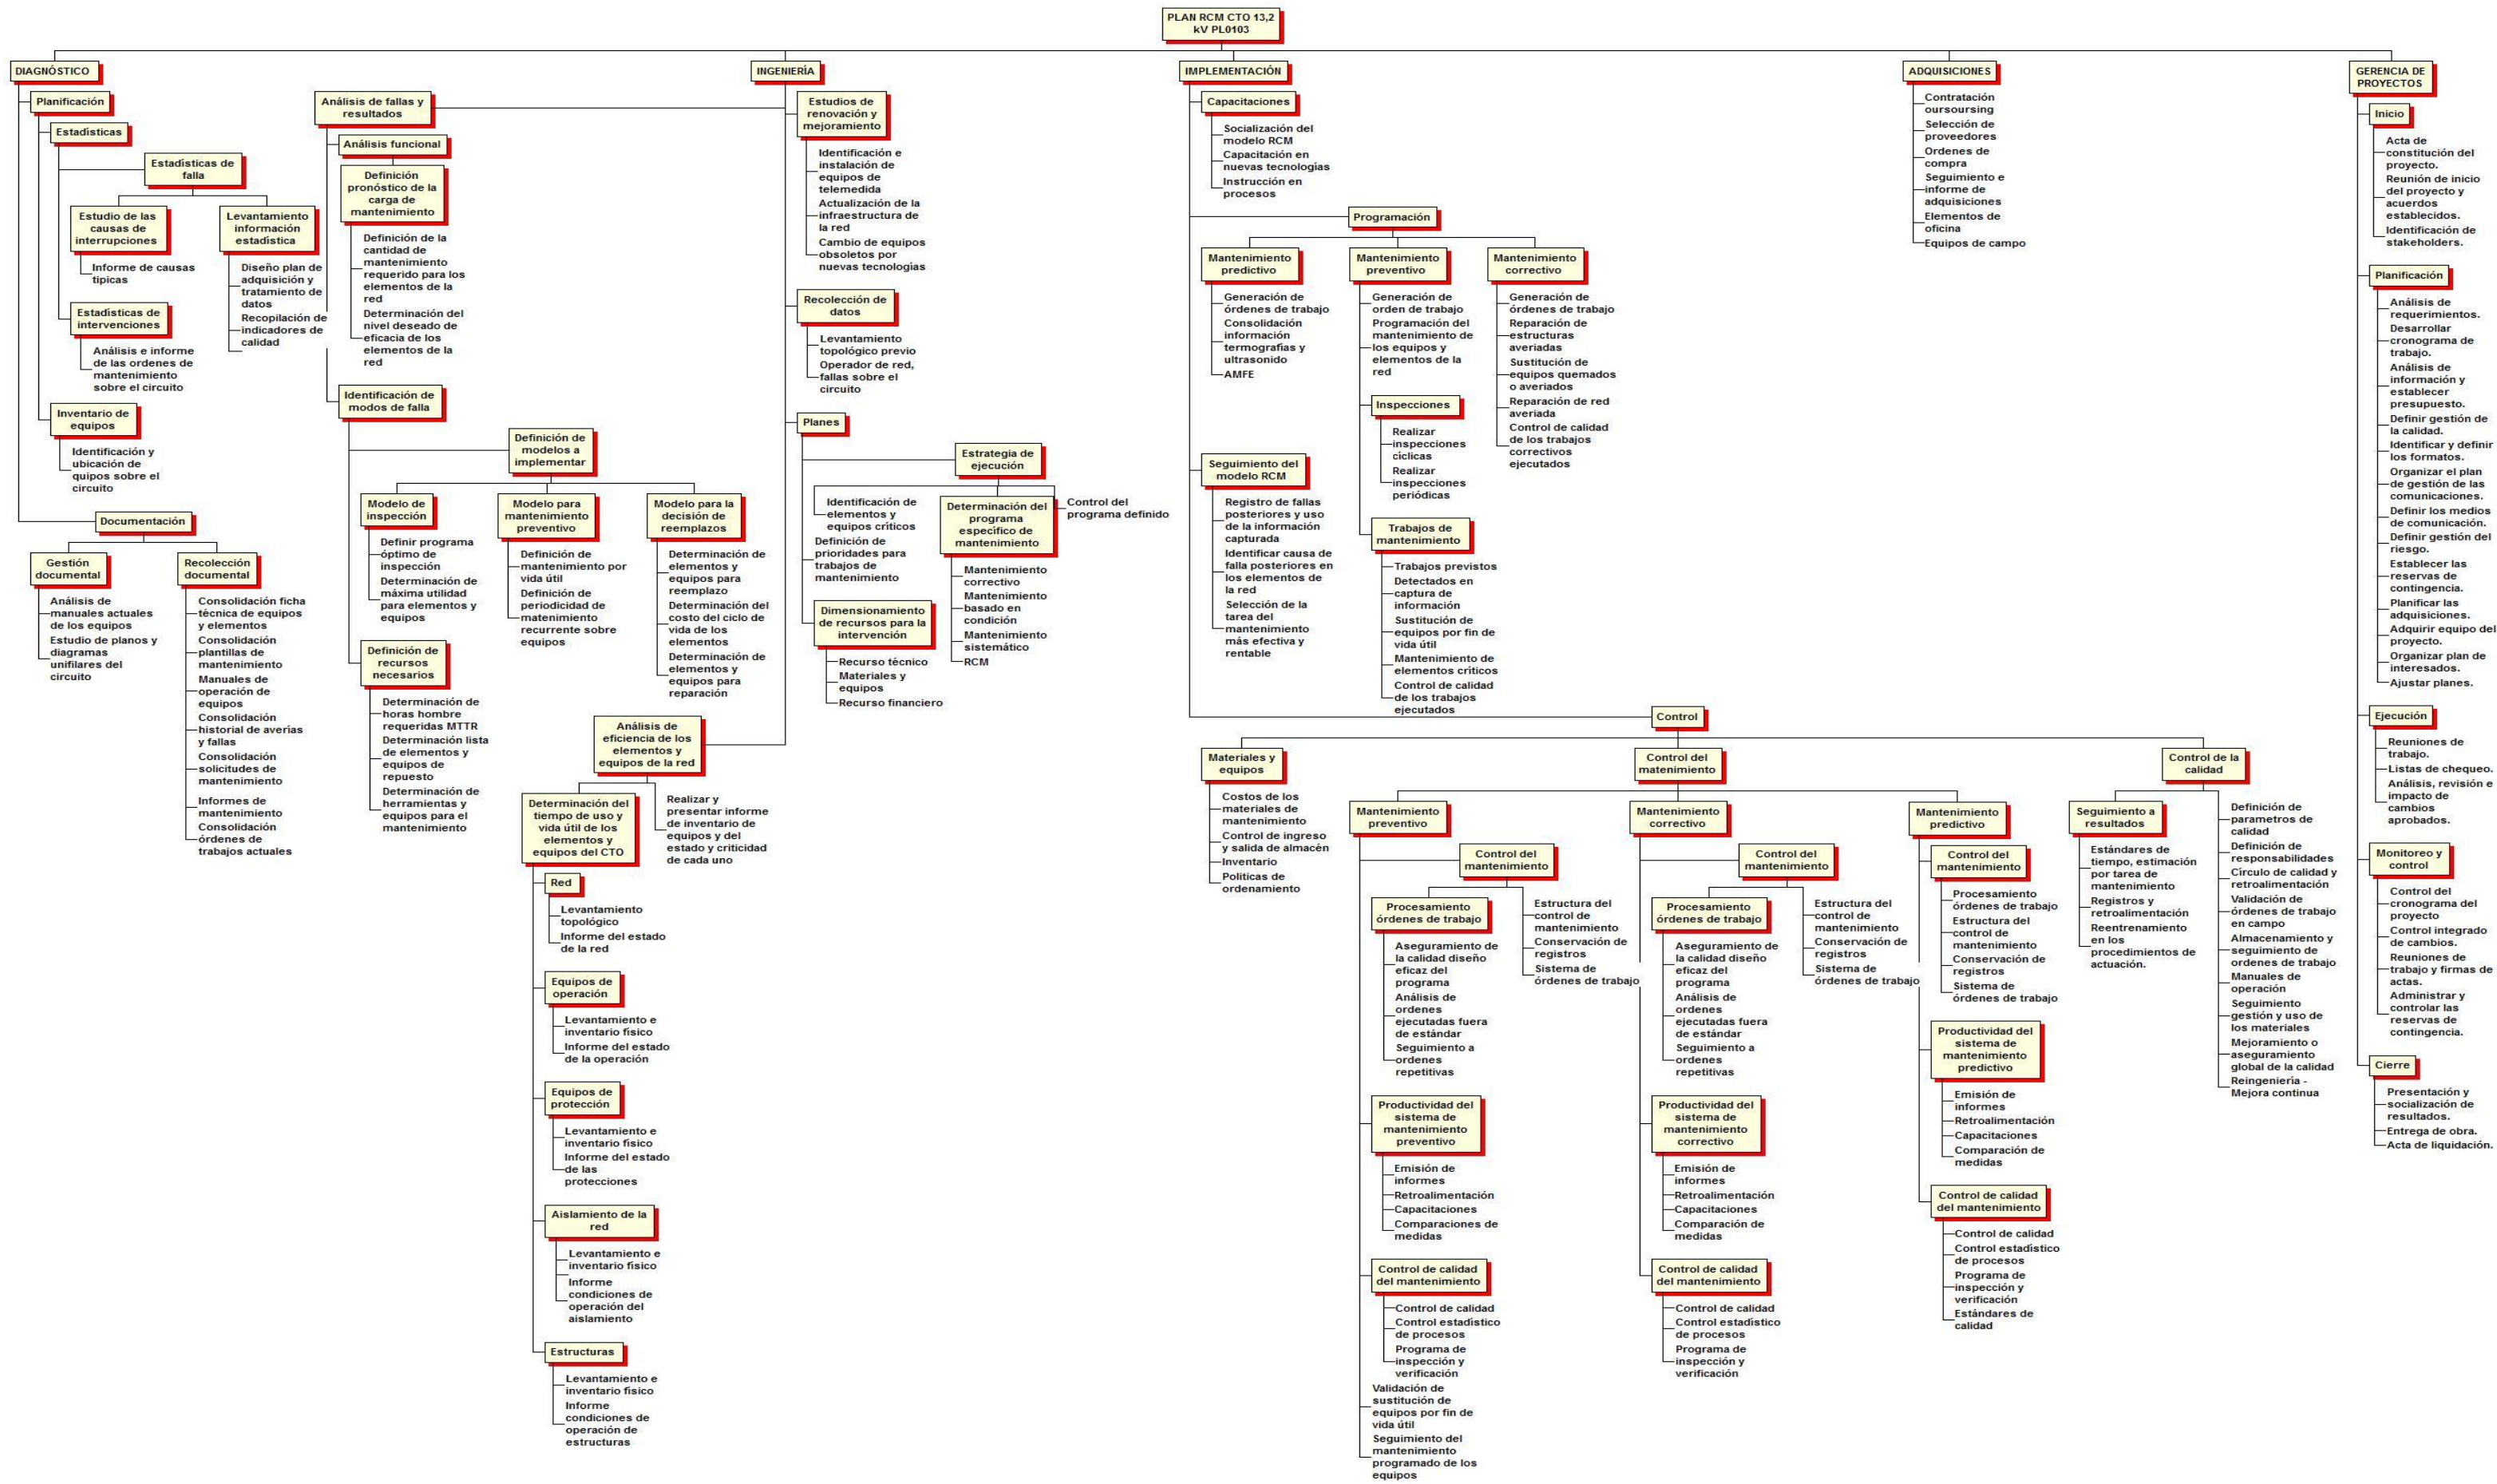 PLAN RCM CTO 13,2
kV PL0103
DIAGNÓSTICO
Planificación
Estadìsticas
Estadìsticas de
falla
Estudio de las
causas de
interrupciones
Informe de causas
tìpicas
Levantamiento
información
estadìstica
Diseño plan de
adquisición y
tratamiento de
datos
Recopilación de
indicadores de
calidad
Estadìsticas de
intervenciones
Análisis e informe
de las ordenes de
mantenimiento
sobre el circuito
Inventario de
equipos
Identificación y
ubicación de
quipos sobre el
circuito
Documentación
Gestión
documental
Análisis de
manuales actuales
de los equipos
Estudio de planos y
diagramas
unifilares del
circuito
Recolección
documental
Consolidación ficha
técnica de equipos
y elementos
Consolidación
plantillas de
mantenimiento
Manuales de
operación de
equipos
Consolidación
historial de averìas
y fallas
Consolidación
solicitudes de
mantenimiento
Informes de
mantenimiento
Consolidación
órdenes de
trabajos actuales
INGENIERÍA
Análisis de fallas y
resultados
Análisis funcional
Definición
pronóstico de la
carga de
mantenimiento
Definición de la
cantidad de
mantenimiento
requerido para los
elementos de la
red
Determinación del
nivel deseado de
eficacia de los
elementos de la
red
Identificación de
modos de falla
Definición de
modelos a
implementar
Modelo de
inspección
Definir programa
óptimo de
inspección
Determinación de
máxima utilidad
para elementos y
equipos
Modelo para
mantenimiento
preventivo
Definición de
mantenimiento por
vida útil
Definición de
periodicidad de
matenimiento
recurrente sobre
equipos
Modelo para la
decisión de
reemplazos
Determinación de
elementos y
equipos para
reemplazo
Determinación del
costo del ciclo de
vida de los
elementos
Determinación de
elementos y
equipos para
reparación
Definición de
recursos
necesarios
Determinación de
horas hombre
requeridas MTTR
Determinación lista
de elementos y
equipos de
repuesto
Determinación de
herramientas y
equipos para el
mantenimiento
Estudios de
renovación y
mejoramiento
Identificación e
instalación de
equipos de
telemedida
Actualización de la
infraestructura de
la red
Cambio de equipos
obsoletos por
nuevas tecnologìas
Recolección de
datos
Levantamiento
topológico previo
Operador de red,
fallas sobre el
circuito
Planes
Estrategia de
ejecución
Identificación de
elementos y
equipos crìticos
Definición de
prioridades para
trabajos de
mantenimiento
Determinación del
programa
especìfico de
mantenimiento
Mantenimiento
correctivo
Mantenimiento
basado en
condición
Mantenimiento
sistemático
RCM
Control del
programa definido
Dimensionamiento
de recursos para la
intervención
Recurso técnico
Materiales y
equipos
Recurso financiero
Análisis de
eficiencia de los
elementos y
equipos de la red
Determinación del
tiempo de uso y
vida útil de los
elementos y
equipos del CTO
Realizar y
presentar informe
de inventario de
equipos y del
estado y criticidad
de cada uno
Red
Levantamiento
topológico
Informe del estado
de la red
Equipos de
operación
Levantamiento e
inventario fìsico
Informe del estado
de la operación
Equipos de
protección
Levantamiento e
inventario fìsico
Informe del estado
de las
protecciones
Aislamiento de la
red
Levantamiento e
inventario fìsico
Informe
condiciones de
operación del
aislamiento
Estructuras
Levantamiento e
inventario fìsico
Informe
condiciones de
operación de
estructuras
IMPLEMENTACIÓN
Capacitaciones
Socialización del
modelo RCM
Capacitación en
nuevas tecnologìas
Instrucción en
procesos
Programación
Mantenimiento
predictivo
Generación de
órdenes de trabajo
Consolidación
información
termografìas y
ultrasonido
AMFE
Mantenimiento
preventivo
Generación de
orden de trabajo
Programación del
mantenimiento de
los equipos y
elementos de la
red
Inspecciones
Realizar
inspecciones
cìclicas
Realizar
inspecciones
periódicas
Trabajos de
mantenimiento
Trabajos previstos
Detectados en
captura de
información
Sustitución de
equipos por fin de
vida útil
Mantenimiento de
elementos crìticos
Control de calidad
de los trabajos
ejecutados
Mantenimiento
correctivo
Generación de
órdenes de trabajo
Reparación de
estructuras
averiadas
Sustitución de
equipos quemados
o averiados
Reparación de red
averiada
Control de calidad
de los trabajos
correctivos
ejecutados
Seguimiento del
modelo RCM
Registro de fallas
posteriores y uso
de la información
capturada
Identificar causa de
falla posteriores en
los elementos de
la red
Selección de la
tarea del
mantenimiento
más efectiva y
rentable
Control
Materiales y
equipos
Costos de los
materiales de
mantenimiento
Control de ingreso
y salida de almacén
Inventario
Polìticas de
ordenamiento
Control del
matenimiento
Mantenimiento
preventivo
Control del
mantenimiento
Procesamiento
órdenes de trabajo
Aseguramiento de
la calidad diseño
eficaz del
programa
Análisis de
ordenes
ejecutadas fuera
de estándar
Seguimiento a
ordenes
repetitivas
Estructura del
control de
mantenimiento
Conservación de
registros
Sistema de
órdenes de trabajo
Productividad del
sistema de
mantenimiento
preventivo
Emisión de
informes
Retroalimentación
Capacitaciones
Comparaciones de
medidas
Control de calidad
del mantenimiento
Control de calidad
Control estadìstico
de procesos
Programa de
inspección y
verificación
Validación de
sustitución de
equipos por fin de
vida útil
Seguimiento del
mantenimiento
programado de los
equipos
Mantenimiento
correctivo
Control del
mantenimiento
Procesamiento
órdenes de trabajo
Aseguramiento de
la calidad diseño
eficaz del
programa
Análisis de
ordenes
ejecutadas fuera
de estándar
Seguimiento a
ordenes
repetitivas
Estructura del
control de
mantenimiento
Conservación de
registros
Sistema de
órdenes de trabajo
Productividad del
sistema de
mantenimiento
correctivo
Emisión de
informes
Retroalimentación
Capacitaciones
Comparación de
medidas
Control de calidad
del mantenimiento
Control de calidad
Control estadìstico
de procesos
Programa de
inspección y
verificación
Mantenimiento
predictivo
Control del
mantenimiento
Procesamiento
órdenes de trabajo
Estructura del
control de
mantenimiento
Conservación de
registros
Sistema de
órdenes de trabajo
Productividad del
sistema de
mantenimiento
predictivo
Emisión de
informes
Retroalimentación
Capacitaciones
Comparación de
medidas
Control de calidad
del mantenimiento
Control de calidad
Control estadìstico
de procesos
Programa de
inspección y
verificación
Estándares de
calidad
Control de la
calidad
Seguimiento a
resultados
Estándares de
tiempo, estimación
por tarea de
mantenimiento
Registros y
retroalimentación
Reentrenamiento
en los
procedimientos de
actuación.
Definición de
parametros de
calidad
Definición de
responsabilidades
Cìrculo de calidad y
retroalimentación
Validación de
órdenes de trabajo
en campo
Almacenamiento y
seguimiento de
ordenes de trabajo
Manuales de
operación
Seguimiento
gestión y uso de
los materiales
Mejoramiento o
aseguramiento
global de la calidad
Reingenierìa -
Mejora continua
ADQUISICIONES
Contratación
oursoursing
Selección de
proveedores
Ordenes de
compra
Seguimiento e
informe de
adquisiciones
Elementos de
oficina
Equipos de campo
GERENCIA DE
PROYECTOS
Inicio
Acta de
constitución del
proyecto.
Reunión de inicio
del proyecto y
acuerdos
establecidos.
Identificación de
stakeholders.
Planificación
Análisis de
requerimientos.
Desarrollar
cronograma de
trabajo.
Análisis de
información y
establecer
presupuesto.
Definir gestión de
la calidad.
Identificar y definir
los formatos.
Organizar el plan
de gestión de las
comunicaciones.
Definir los medios
de comunicación.
Definir gestión del
riesgo.
Establecer las
reservas de
contingencia.
Planificar las
adquisiciones.
Adquirir equipo del
proyecto.
Organizar plan de
interesados.
Ajustar planes.
Ejecución
Reuniones de
trabajo.
Listas de chequeo.
Análisis, revisión e
impacto de
cambios
aprobados.
Monitoreo y
control
Control del
cronograma del
proyecto
Control integrado
de cambios.
Reuniones de
trabajo y firmas de
actas.
Administrar y
controlar las
reservas de
contingencia.
Cierre
Presentación y
socialización de
resultados.
Entrega de obra.
Acta de liquidación.